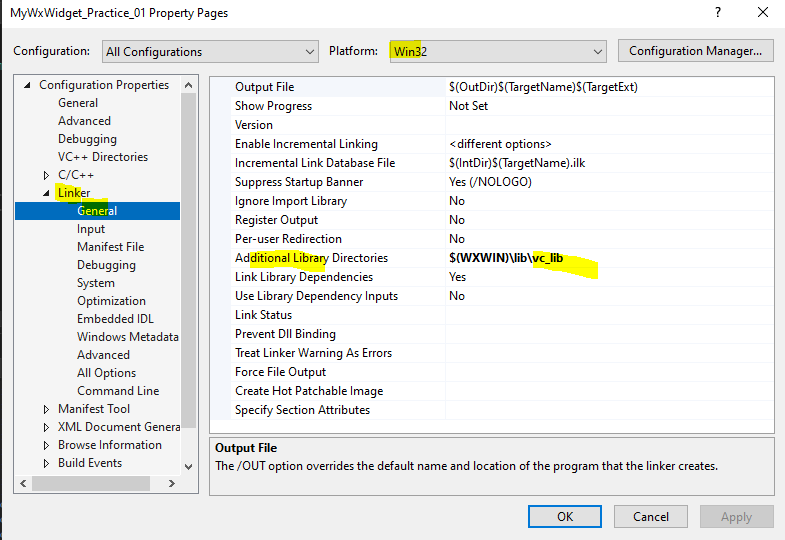 MyWxWidget_Practice_01 Property Pages
Configuration: All Configurations Platform: Win32 Configuration Manager...
Configuration Properties
General
Advanced
Debugging
VC++ Directories
C/C++
Linker
General
Input
Manifest File
Debugging
System
Optimization
Embedded IDL
Windows Metadata
Advanced
All Options
Command Line
Manifest Tool
XML Document Genera
Browse Information
Build Events
Output File $(OutDir)$(TargetName)$(TargetExt)
Show Progress Not Set
Version
Enable Incremental Linking <different options>
Incremental Link Database File $(IntDir)$(TargetName).ilk
Suppress Startup Banner Yes (/NOLOGO)
Ignore Import Library No
Register Output No
Per-user Redirection No
Additional Library Directories $(WXWIN)\lib\vc_lib
Link Library Dependencies Yes
Use Library Dependency Inputs No
Link Status
Prevent Dll Binding
Treat Linker Warning As Errors
Force File Output
Create Hot Patchable Image
Specify Section Attributes
Output File
The /OUT option overrides the default name and location of the program that the linker creates.
OK Cancel Apply